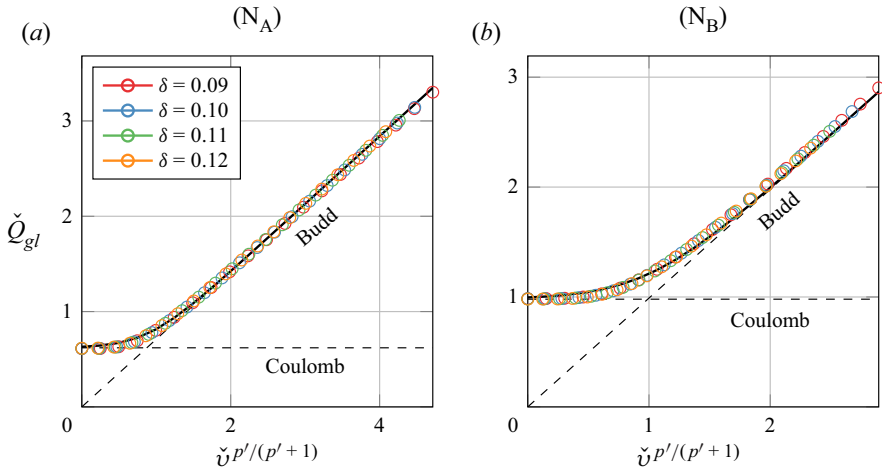 (N_A)
(N_B)
(a)
(b)
δ = 0.09
δ = 0.10
δ = 0.11
δ = 0.12
3
2
1
0
2
4
Q̌_gl
Budd
Coulomb
υ̌^{p′/(p′ + 1)}
3
2
1
0
1
2
Budd
Coulomb
υ̌^{p′/(p′ + 1)}